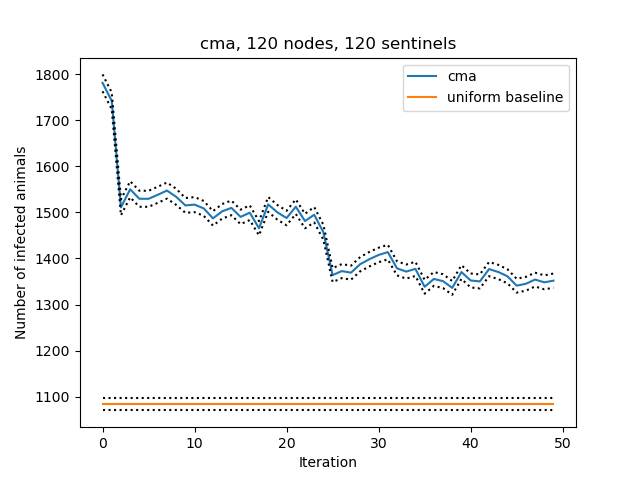 cma, 120 nodes, 120 sentinels
cma
uniform baseline
Number of infected animals
1800
1700
1600
1500
1400
1300
1200
1100
0 10 20 30 40 50
Iteration